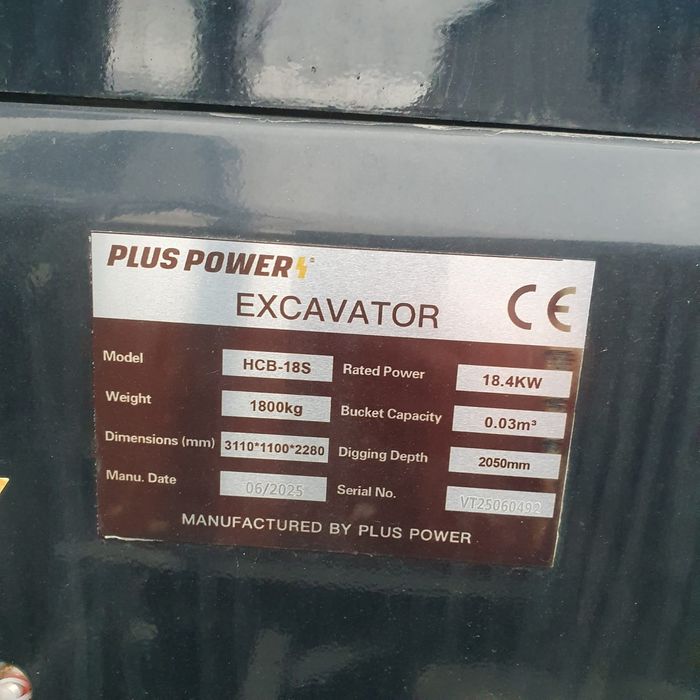 PLUS POWER
EXCAVATOR CE
Model HCB-18S Rated Power 18.4KW
Weight 1800kg Bucket Capacity 0.03m³
Dimensions (mm) 3110*1100*2280 Digging Depth 2050mm
Manu. Date 06/2025 Serial No. VT25060492
MANUFACTURED BY PLUS POWER